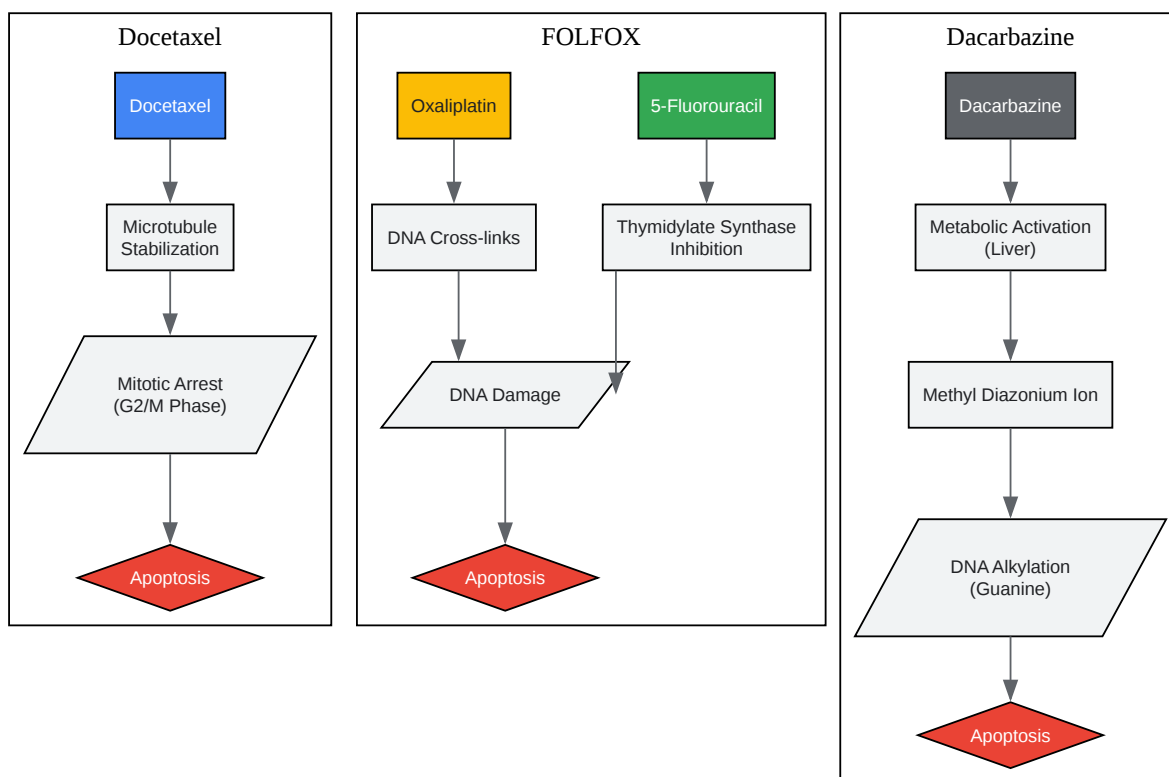 Docetaxel
Docetaxel
Microtubule
Stabilization
Mitotic Arrest
(G2/M Phase)
Apoptosis
FOLFOX
Oxaliplatin
5-Fluorouracil
DNA Cross-links
Thymidylate Synthase
Inhibition
DNA Damage
Apoptosis
Dacarbazine
Dacarbazine
Metabolic Activation
(Liver)
Methyl Diazonium Ion
DNA Alkylation
(Guanine)
Apoptosis